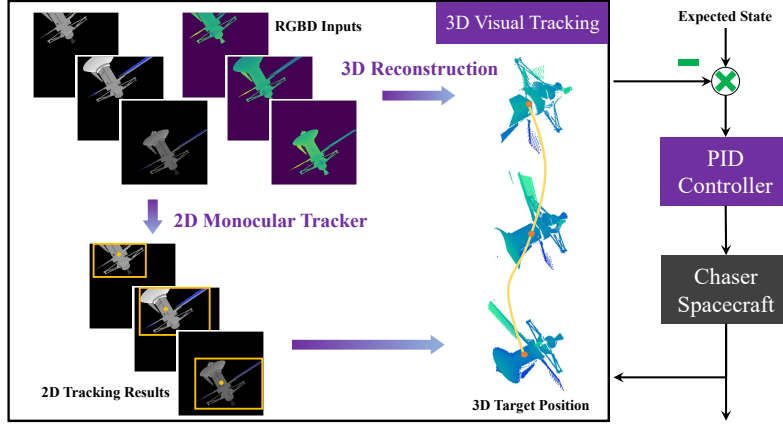 RGBD Inputs
3D Visual Tracking
Expected State
3D Reconstruction
PID
Controller
2D Monocular Tracker
Chaser
Spacecraft
2D Tracking Results
3D Target Position